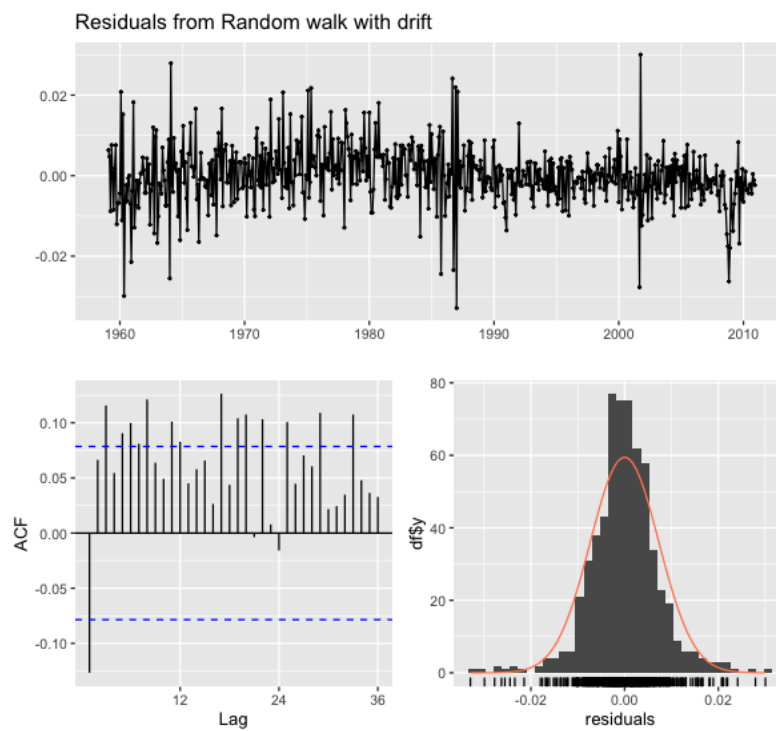 Residuals from Random walk with drift
0.02
0.00
-0.02
1960 1970 1980 1990 2000 2010
0.10
0.05
0.00
-0.05
-0.10
ACF
12 24 36
Lag
80
60
40
20
0
df$y
-0.02 0.00 0.02
residuals